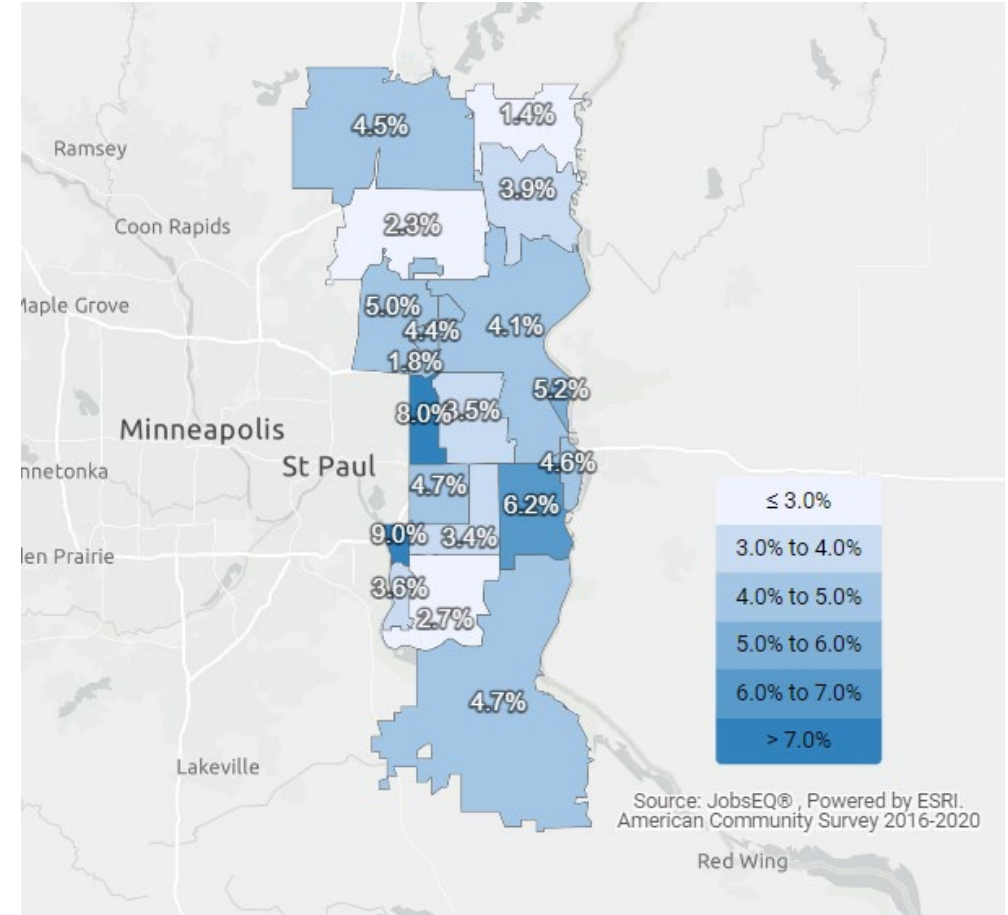 1.4%
4.5%
Ramsey
3.9%
Coon Rapids
2.3%
Maple Grove
5.0%
4.4%
4.1%
1.8%
5.2%
8.0%
3.5%
Minneapolis
St Paul
nnetonka
4.6%
4.7%
6.2%
≤ 3.0%
9.0%
3.4%
3.0% to 4.0%
den Prairie
3.6%
4.0% to 5.0%
2.7%
5.0% to 6.0%
6.0% to 7.0%
4.7%
> 7.0%
Lakeville
Source: JobsEQ® , Powered by ESRI.
American Community Survey 2016-2020
Red Wing